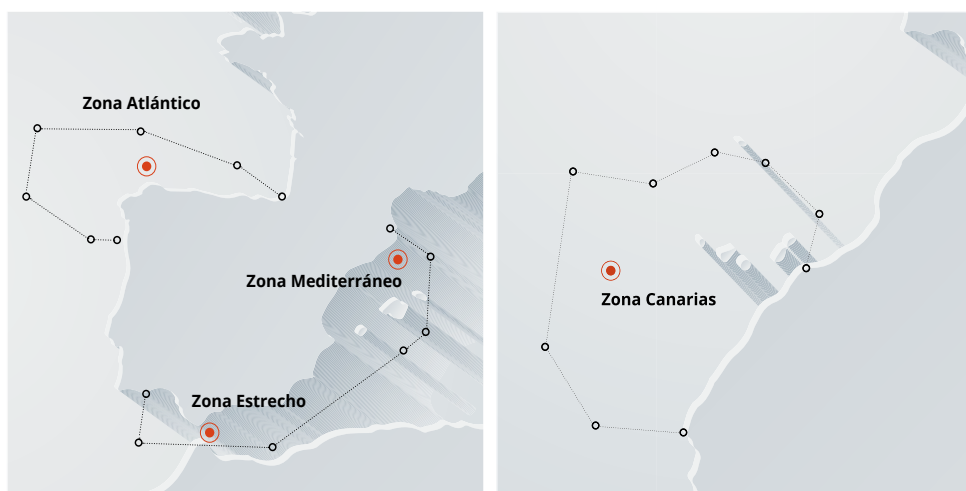 Zona Atlántico
Zona Mediterráneo
Zona Canarias
Zona Estrecho